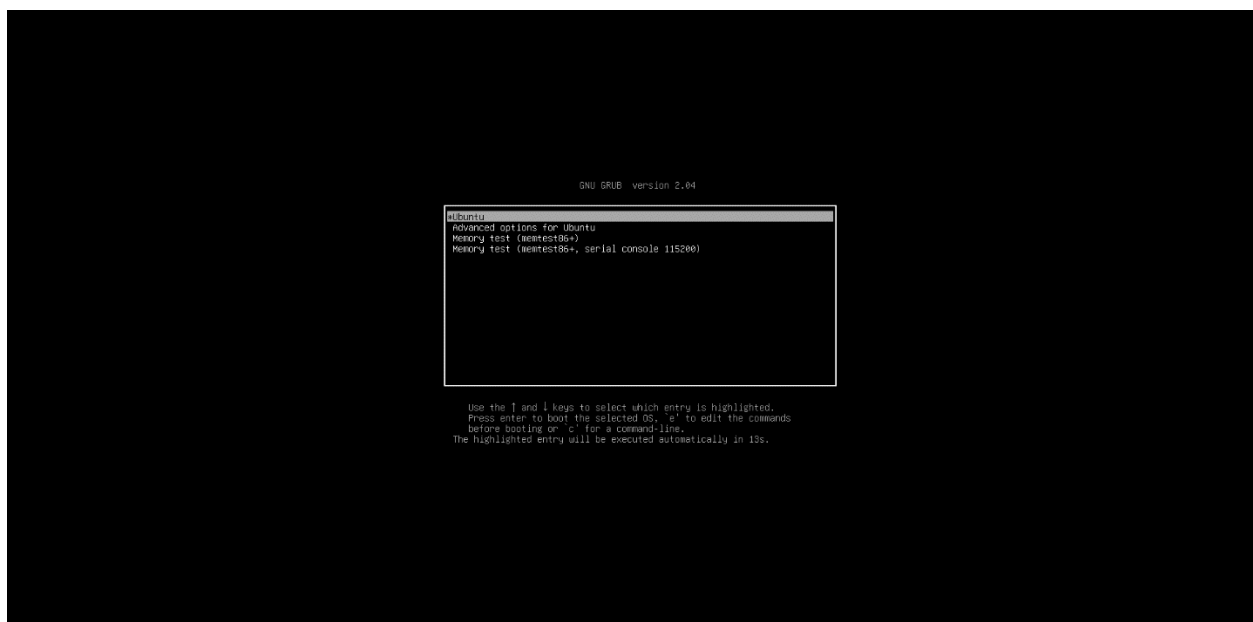 GNU GRUB version 2.04
*Ubuntu
Advanced options for Ubuntu
Memory test (memtest86+)
Memory test (memtest86+, serial console 115200)
Use the ↑ and ↓ keys to select which entry is highlighted.
Press enter to boot the selected OS, `e' to edit the commands
before booting or `c' for a command-line.
The highlighted entry will be executed automatically in 13s.